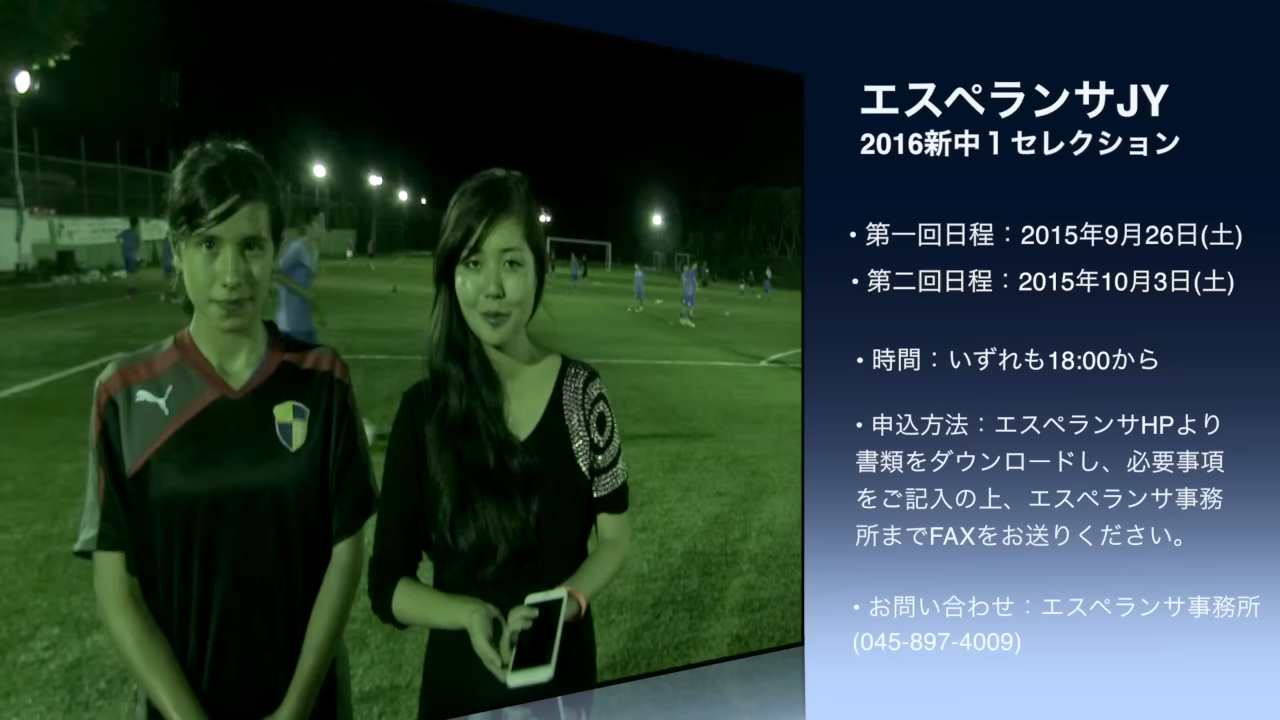 エスペランサJY
2016新中１セレクション
・第一回日程：2015年9月26日(土)
・第二回日程：2015年10月3日(土)
・時間：いずれも18:00から
・申込方法：エスペランサHPより
書類をダウンロードし、必要事項
をご記入の上、エスペランサ事務
所までFAXをお送りください。
・お問い合わせ：エスペランサ事務所
(045-897-4009)